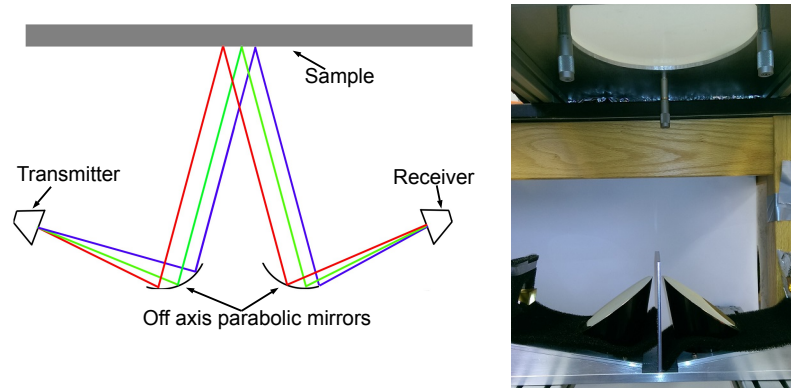 Sample
Transmitter
Receiver
Off axis parabolic mirrors